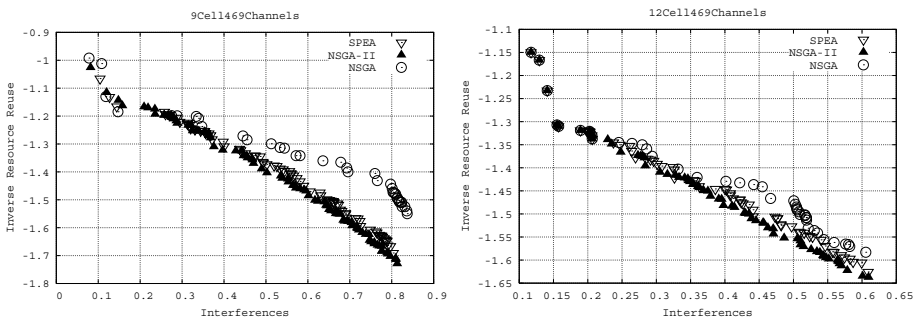 9Cell469Channels
-0.9
-1
-1.1
-1.2
-1.3
-1.4
-1.5
-1.6
-1.7
-1.8
Inverse Resource Reuse
SPEA
NSGA-II
NSGA
0 0.1 0.2 0.3 0.4 0.5 0.6 0.7 0.8 0.9
Interferences
12Cell469Channels
-1.1
-1.15
-1.2
-1.25
-1.3
-1.35
-1.4
-1.45
-1.5
-1.55
-1.6
-1.65
Inverse Resource Reuse
SPEA
NSGA-II
NSGA
0.1 0.15 0.2 0.25 0.3 0.35 0.4 0.45 0.5 0.55 0.6 0.65
Interferences